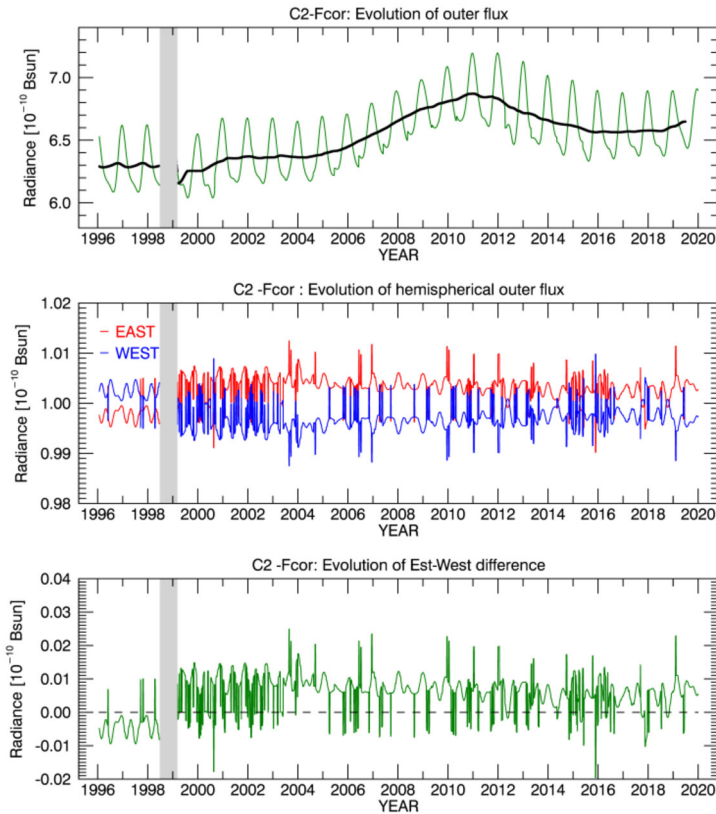 C2-Fcor: Evolution of outer flux
Radiance [10⁻¹⁰ Bsun]
7.0
6.5
6.0
1996 1998 2000 2002 2004 2006 2008 2010 2012 2014 2016 2018 2020
YEAR
C2 -Fcor : Evolution of hemispherical outer flux
Radiance [10⁻¹⁰ Bsun]
1.02
1.01
1.00
0.99
0.98
EAST
WEST
1996 1998 2000 2002 2004 2006 2008 2010 2012 2014 2016 2018 2020
YEAR
C2 -Fcor: Evolution of Est-West difference
Radiance [10⁻¹⁰ Bsun]
0.04
0.03
0.02
0.010
0.00
-0.01
-0.02
1996 1998 2000 2002 2004 2006 2008 2010 2012 2014 2016 2018 2020
YEAR